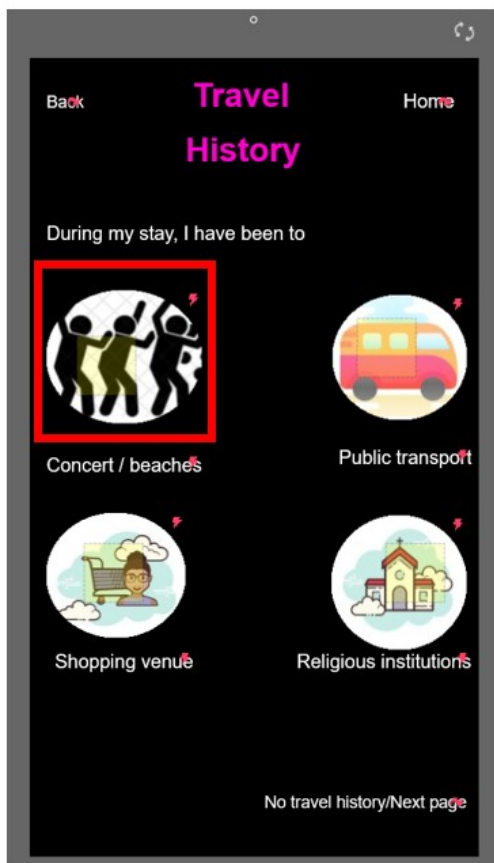 Back
Travel
History
Home
During my stay, I have been to
Concert / beaches
Public transport
Shopping venue
Religious institutions
No travel history/Next page